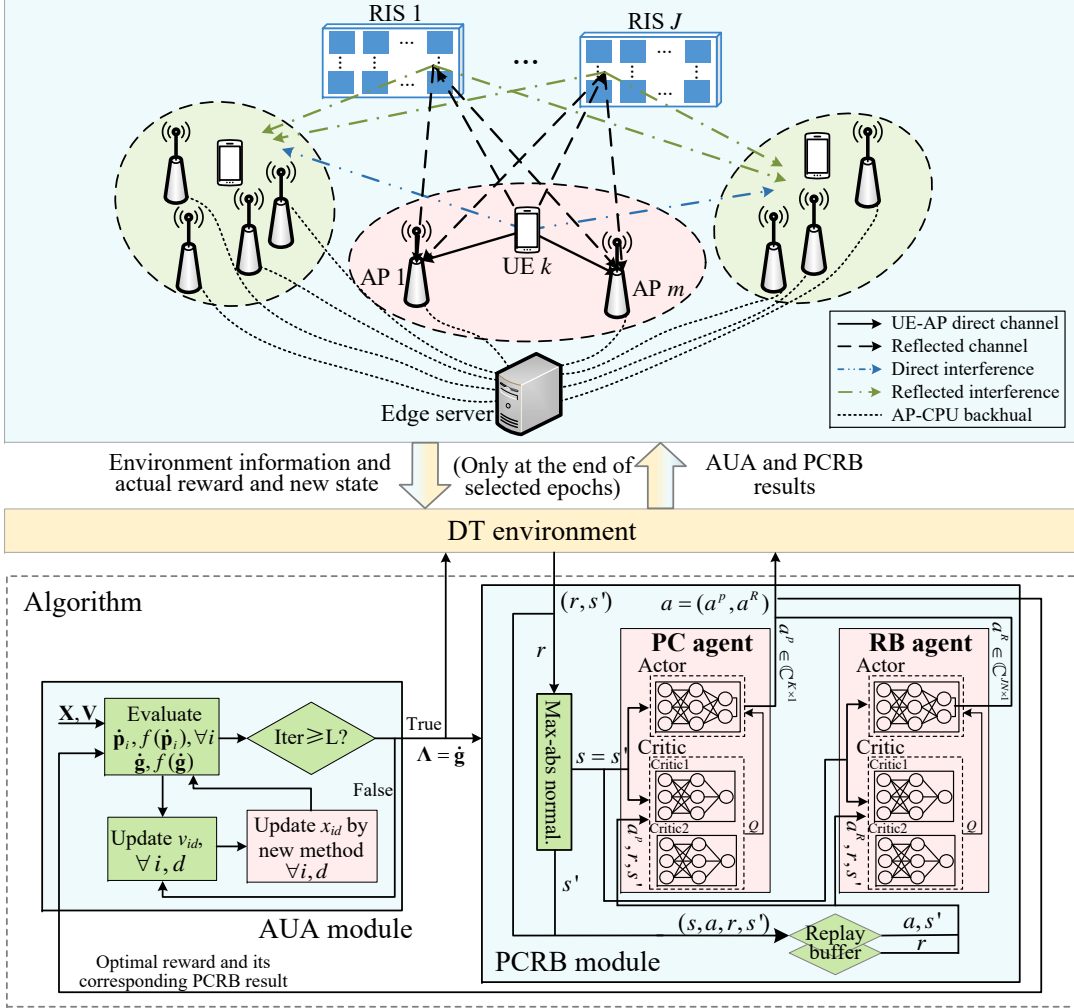 RIS 1
RIS J
...
UE k
AP 1
AP m
Edge server
UE-AP direct channel
Reflected channel
Direct interference
Reflected interference
AP-CPU backhual
Environment information and
actual reward and new state
(Only at the end of
selected epochs)
AUA and PCRB
results
DT environment
Algorithm
X, V
Evaluate
ṗ_i, f(ṗ_i), ∀i
ġ, f(ġ)
Iter≥L?
True
Λ = ġ
False
Update v_id,
∀ i, d
Update x_id by
new method
∀i,d
AUA module
Optimal reward and its
corresponding PCRB result
(r, s')
r
Max-abs normal.
s = s'
s'
a = (a^p, a^R)
PC agent
Actor
Critic
Critic1
Critic2
Q
a^p ∈ ℂ^{K×1}
a^p, r, s'
RB agent
Actor
Critic
Critic1
Critic2
Q
a^R ∈ ℂ^{JN×1}
a^R, r, s'
(s, a, r, s')
Replay
buffer
a, s'
r
PCRB module